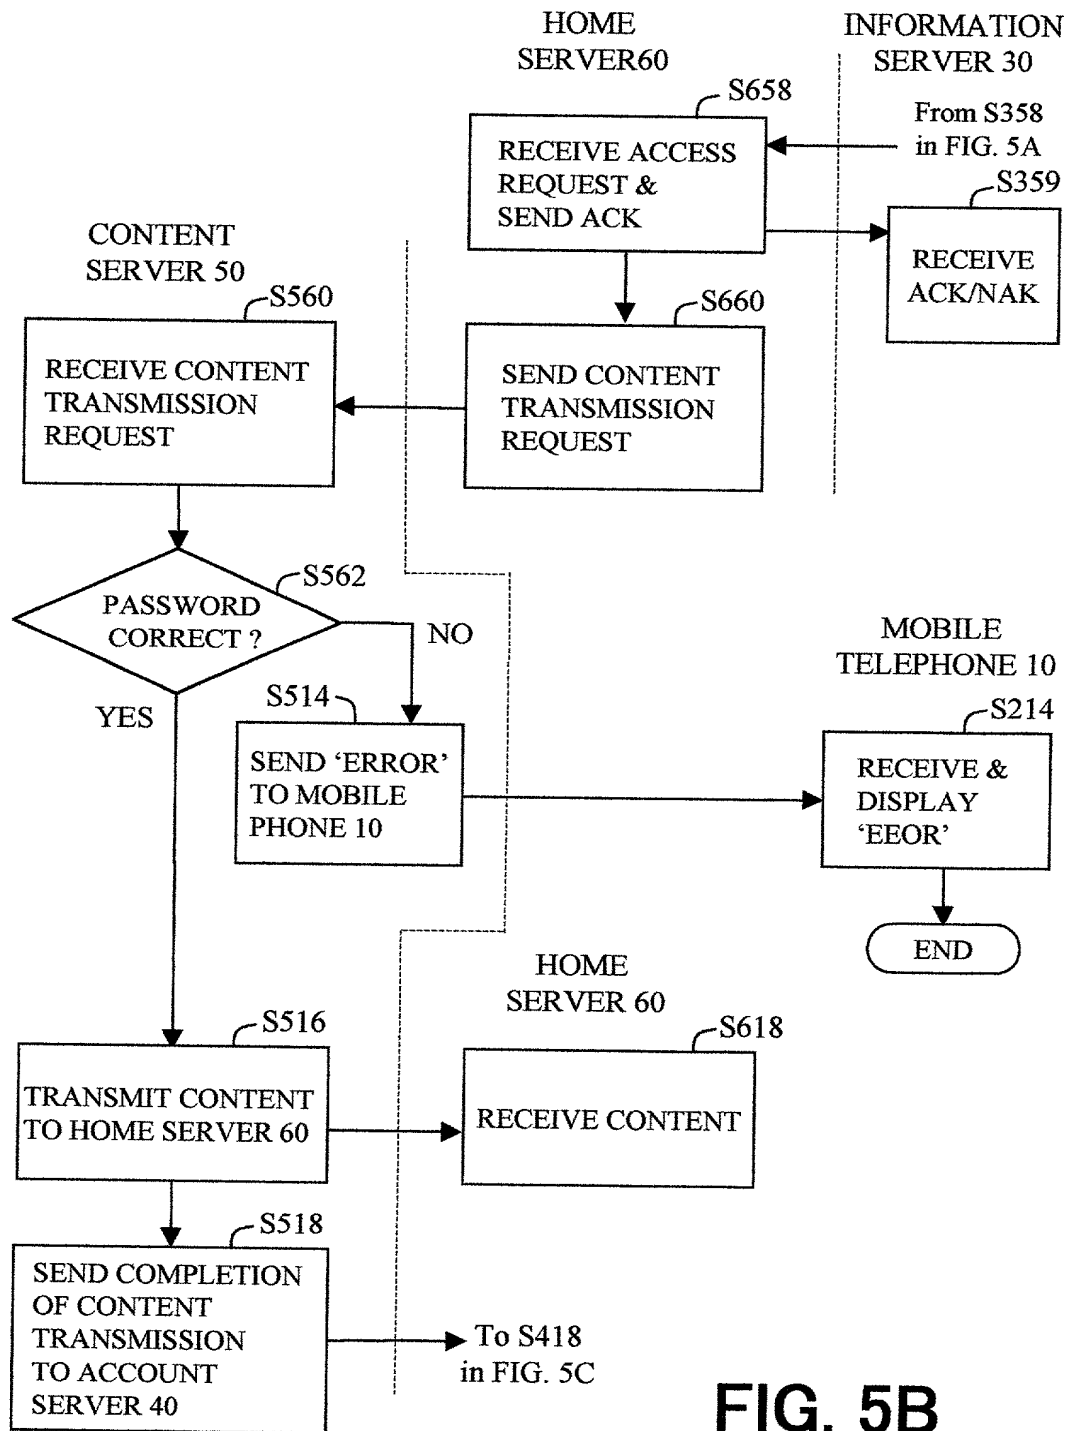 HOME
SERVER60
INFORMATION
SERVER 30
S658
From S358
in FIG. 5A
RECEIVE ACCESS
REQUEST &
SEND ACK
S359
RECEIVE
ACK/NAK
CONTENT
SERVER 50
S560
S660
RECEIVE CONTENT
TRANSMISSION
REQUEST
SEND CONTENT
TRANSMISSION
REQUEST
S562
PASSWORD
CORRECT ?
NO
YES
MOBILE
TELEPHONE 10
S514
S214
SEND ‘ERROR’
TO MOBILE
PHONE 10
RECEIVE &
DISPLAY
‘EEOR’
END
HOME
SERVER 60
S516
S618
TRANSMIT CONTENT
TO HOME SERVER 60
RECEIVE CONTENT
S518
SEND COMPLETION
OF CONTENT
TRANSMISSION
TO ACCOUNT
SERVER 40
To S418
in FIG. 5C
FIG. 5B